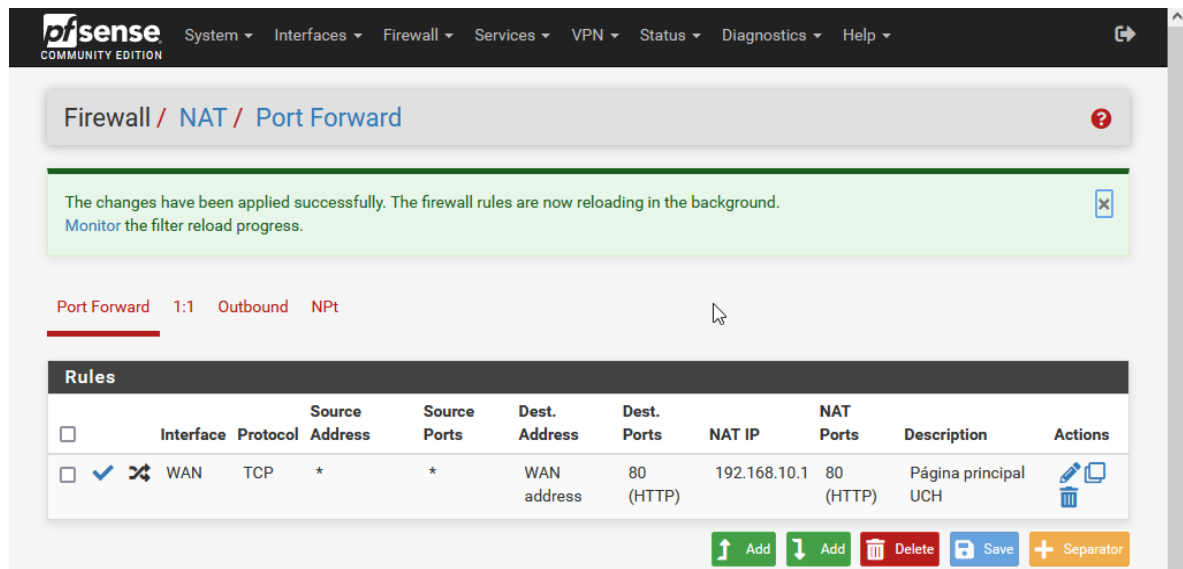 pfsense System Interfaces Firewall Services VPN Status Diagnostics Help
COMMUNITY EDITION
Firewall / NAT / Port Forward
The changes have been applied successfully. The firewall rules are now reloading in the background.
Monitor the filter reload progress.
Port Forward 1:1 Outbound NPt
Rules
Interface Protocol Source Address Source Ports Dest. Address Dest. Ports NAT IP NAT Ports Description Actions
WAN TCP * * WAN address 80 (HTTP) 192.168.10.1 80 (HTTP) Página principal UCH
Add Add Delete Save Separator